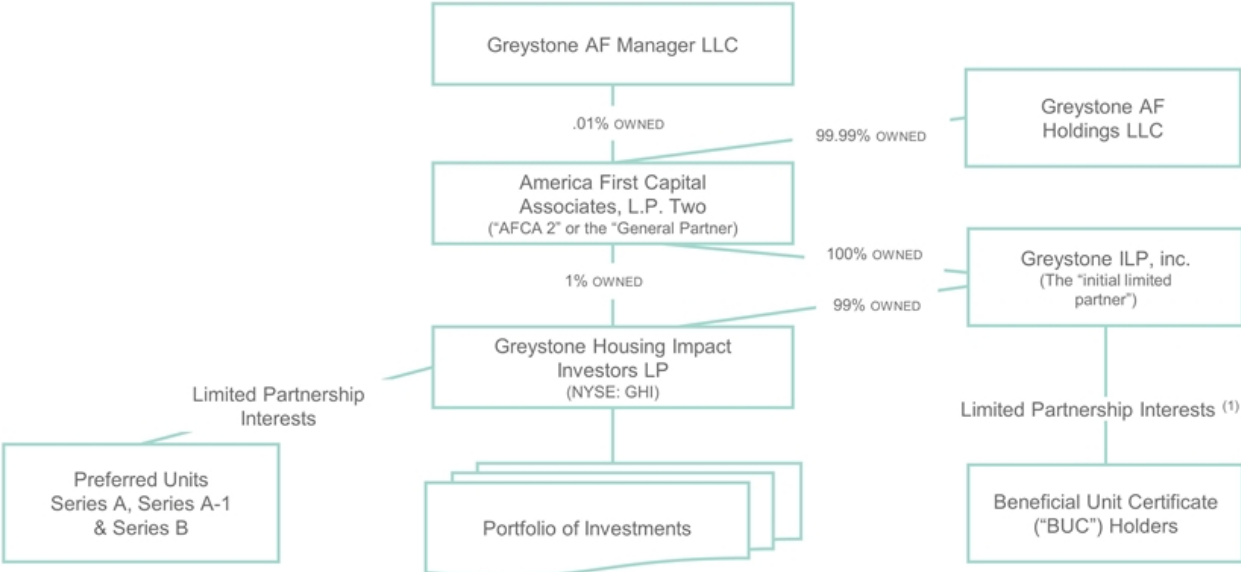 Greystone AF Manager LLC
Greystone AF
Holdings LLC
.01% OWNED
99.99% OWNED
America First Capital
Associates, L.P. Two
(“AFCA 2” or the “General Partner)
100% OWNED
Greystone ILP, inc.
(The “initial limited
partner”)
1% OWNED
99% OWNED
Greystone Housing Impact
Investors LP
(NYSE: GHI)
Limited Partnership
Interests
Limited Partnership Interests (1)
Preferred Units
Series A, Series A-1
& Series B
Portfolio of Investments
Beneficial Unit Certificate
(“BUC”) Holders